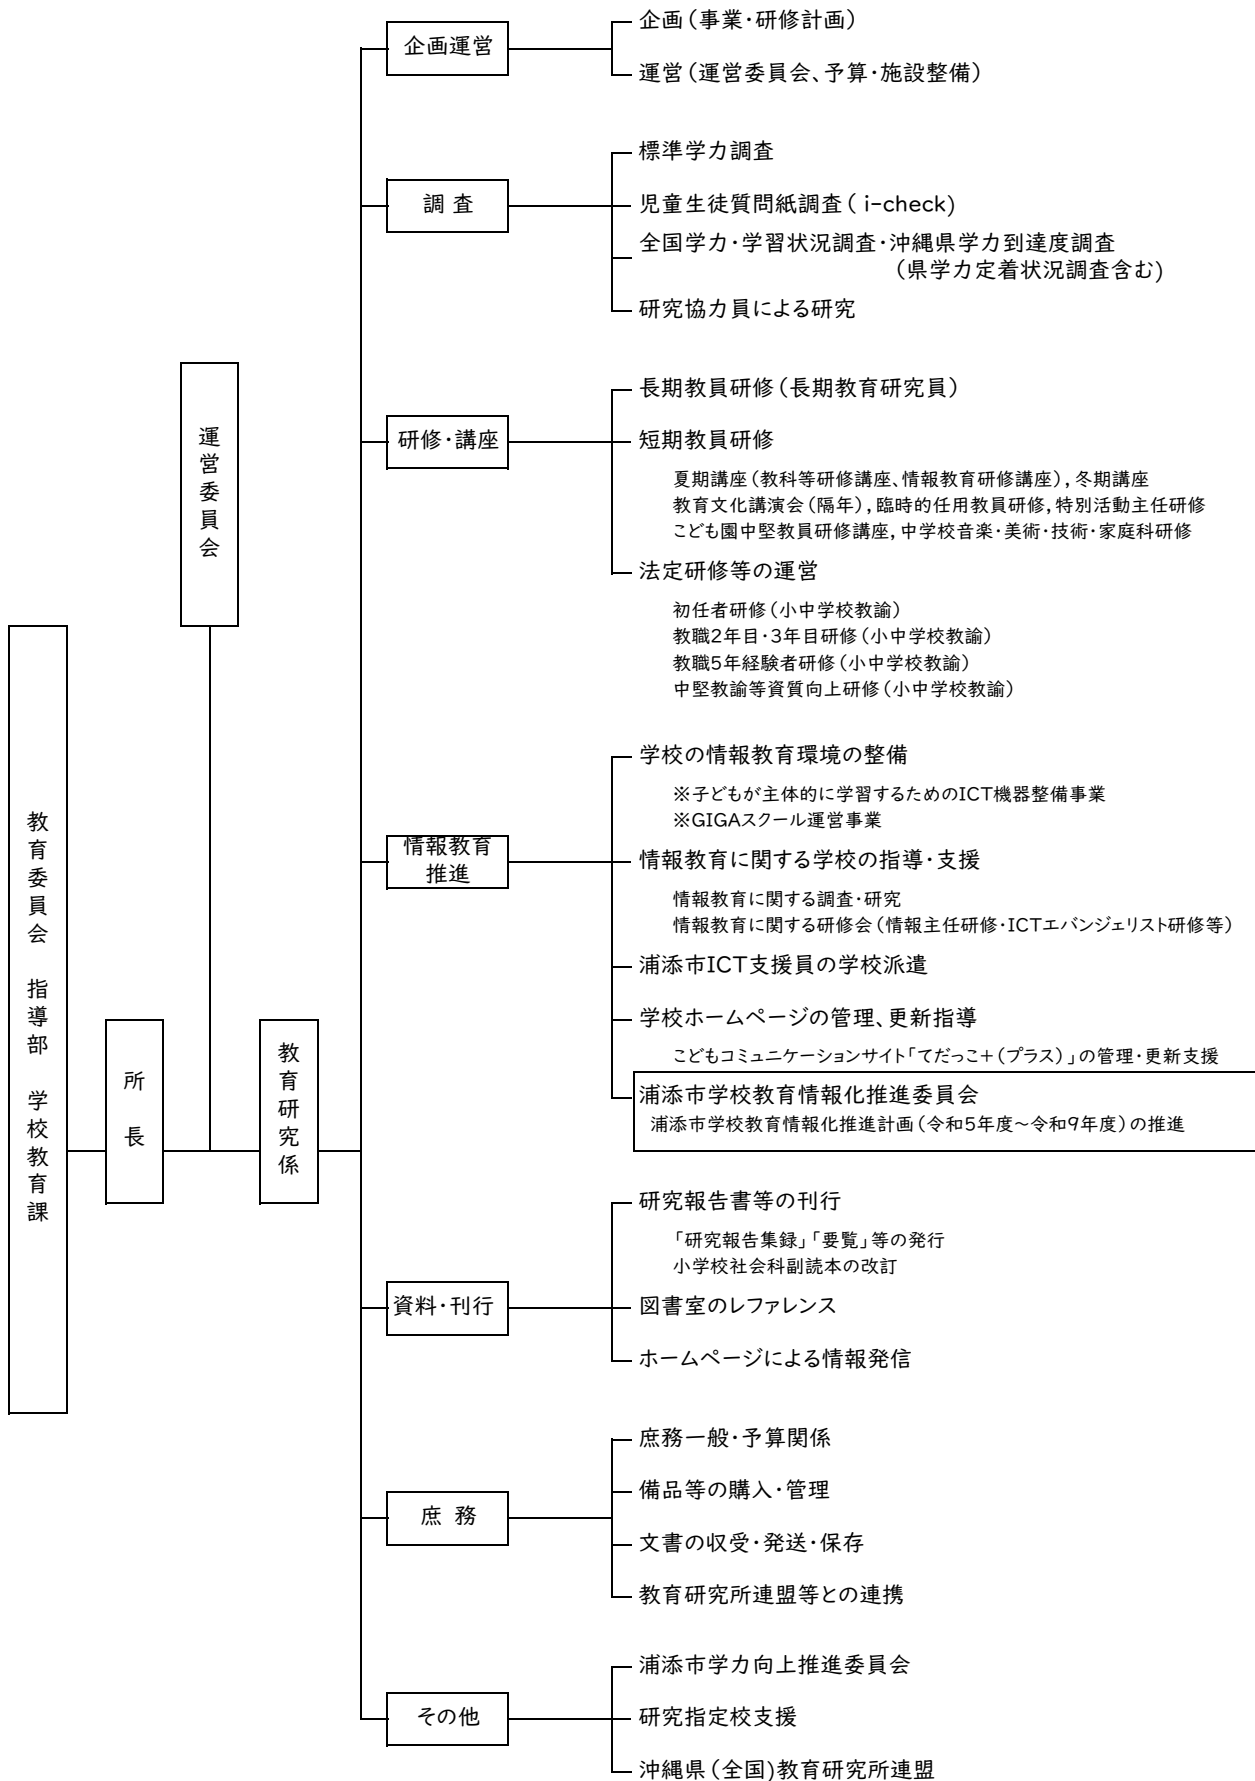 教育委員会　指導部　学校教育課
所長
運営委員会
教育研究係
企画運営
企画（事業・研修計画）
運営（運営委員会、予算・施設整備）
調 査
標準学力調査
児童生徒質問紙調査（ i-check)
全国学力・学習状況調査・沖縄県学力到達度調査
（県学力定着状況調査含む)
研究協力員による研究
研修・講座
長期教員研修（長期教育研究員）
短期教員研修
夏期講座（教科等研修講座、情報教育研修講座）,冬期講座
教育文化講演会（隔年）,臨時的任用教員研修,特別活動主任研修
こども園中堅教員研修講座,中学校音楽・美術・技術・家庭科研修
法定研修等の運営
初任者研修（小中学校教諭）
教職2年目・3年目研修（小中学校教諭）
教職5年経験者研修（小中学校教諭）
中堅教諭等資質向上研修（小中学校教諭）
情報教育
推進
学校の情報教育環境の整備
※子どもが主体的に学習するためのICT機器整備事業
※GIGAスクール運営事業
情報教育に関する学校の指導・支援
情報教育に関する調査・研究
情報教育に関する研修会（情報主任研修・ICTエバンジェリスト研修等）
浦添市ICT支援員の学校派遣
学校ホームページの管理、更新指導
こどもコミュニケーションサイト「てだっこ+（プラス）」の管理・更新支援
浦添市学校教育情報化推進委員会
浦添市学校教育情報化推進計画（令和5年度～令和9年度）の推進
資料・刊行
研究報告書等の刊行
「研究報告集録」「要覧」等の発行
小学校社会科副読本の改訂
図書室のレファレンス
ホームページによる情報発信
庶 務
庶務一般・予算関係
備品等の購入・管理
文書の収受・発送・保存
教育研究所連盟等との連携
その他
浦添市学力向上推進委員会
研究指定校支援
沖縄県（全国)教育研究所連盟